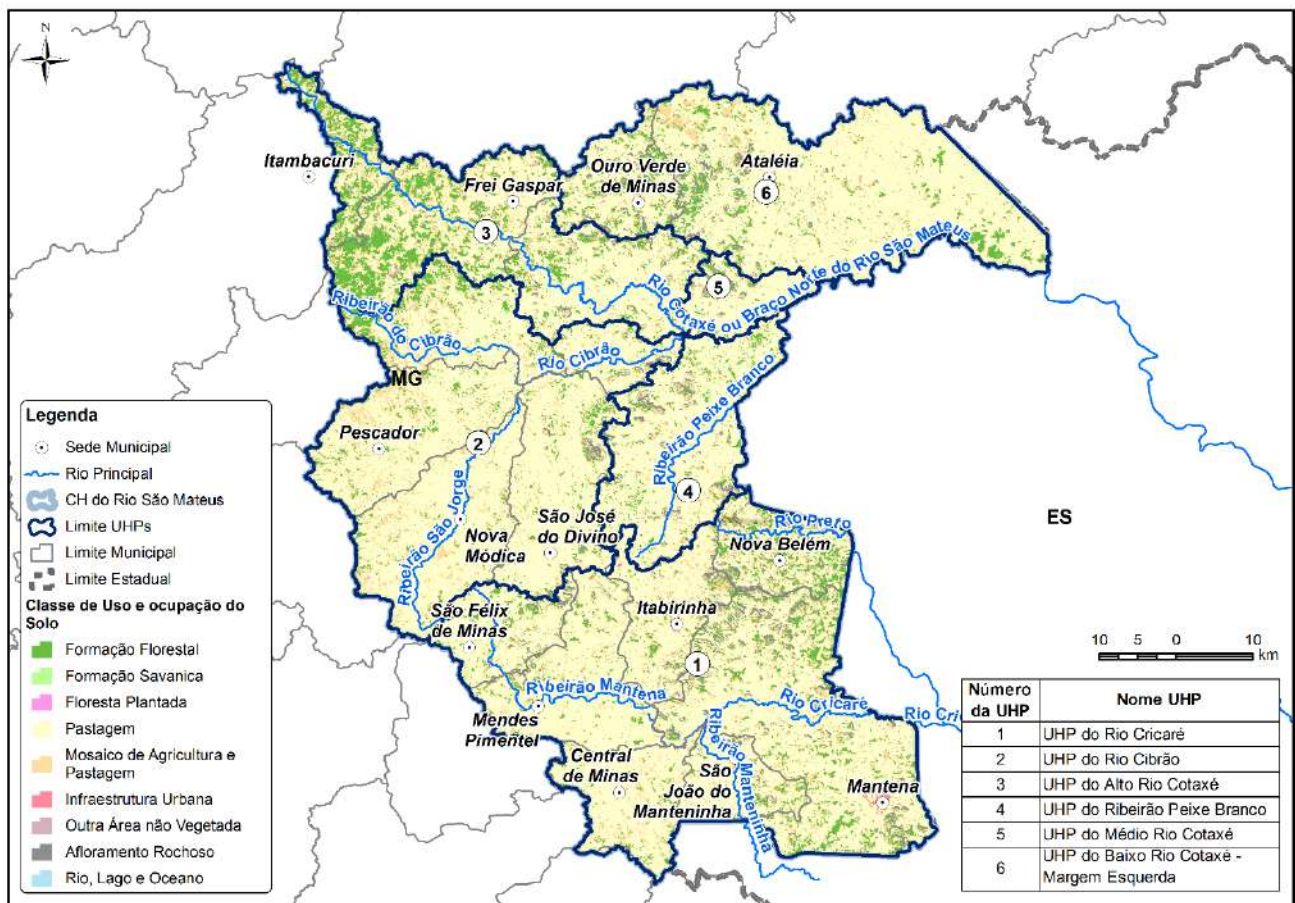 N
Itambacuri
Frei Gaspar
Ouro Verde
de Minas
Ataléia
6
3
5
Rio Cotaxé ou Braço Norte do Rio São Mateus
Ribeirão do Cibrão
Rio Cibrão
MG
Ribeirão Peixe Branco
Pescador
2
4
Ribeirão São Jorge
Nova
Módica
São José
do Divino
Rio Preto
Nova Belém
ES
São Félix
de Minas
Itabirinha
1
Ribeirão Mantena
Rio Cricaré
Rio Cri
Mendes
Pimentel
Ribeirão Manteninha
Central
de Minas
São
João do
Manteninha
Mantena
Legenda
Sede Municipal
Rio Principal
CH do Rio São Mateus
Limite UHPs
Limite Municipal
Limite Estadual
Classe de Uso e ocupação do
Solo
Formação Florestal
Formação Savanica
Floresta Plantada
Pastagem
Mosaico de Agricultura e
Pastagem
Infraestrutura Urbana
Outra Área não Vegetada
Afloramento Rochoso
Rio, Lago e Oceano
10 5 0 10
km
Número
da UHP
Nome UHP
1 UHP do Rio Cricaré
2 UHP do Rio Cibrão
3 UHP do Alto Rio Cotaxé
4 UHP do Ribeirão Peixe Branco
5 UHP do Médio Rio Cotaxé
6 UHP do Baixo Rio Cotaxé -
Margem Esquerda